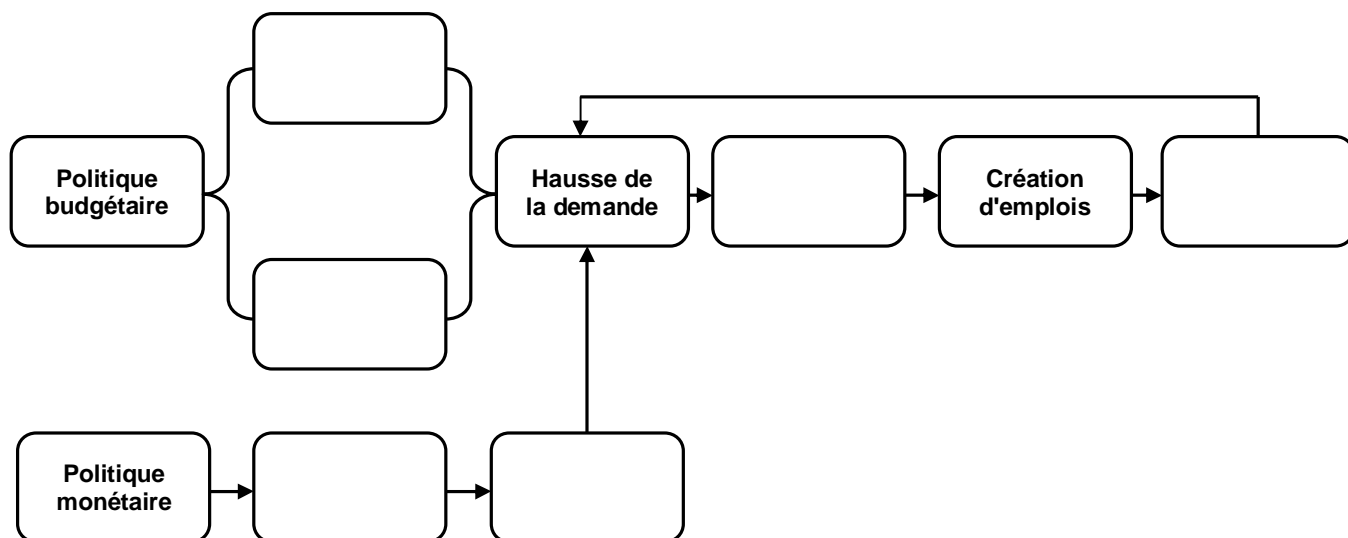 Politique
budgétaire
Hausse de
la demande
Création
d'emplois
Politique
monétaire